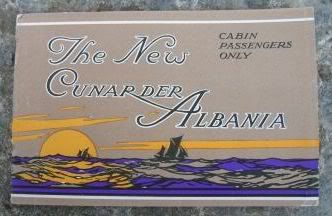 The New
CUNARDER
ALBANIA
CABIN
PASSENGERS
ONLY